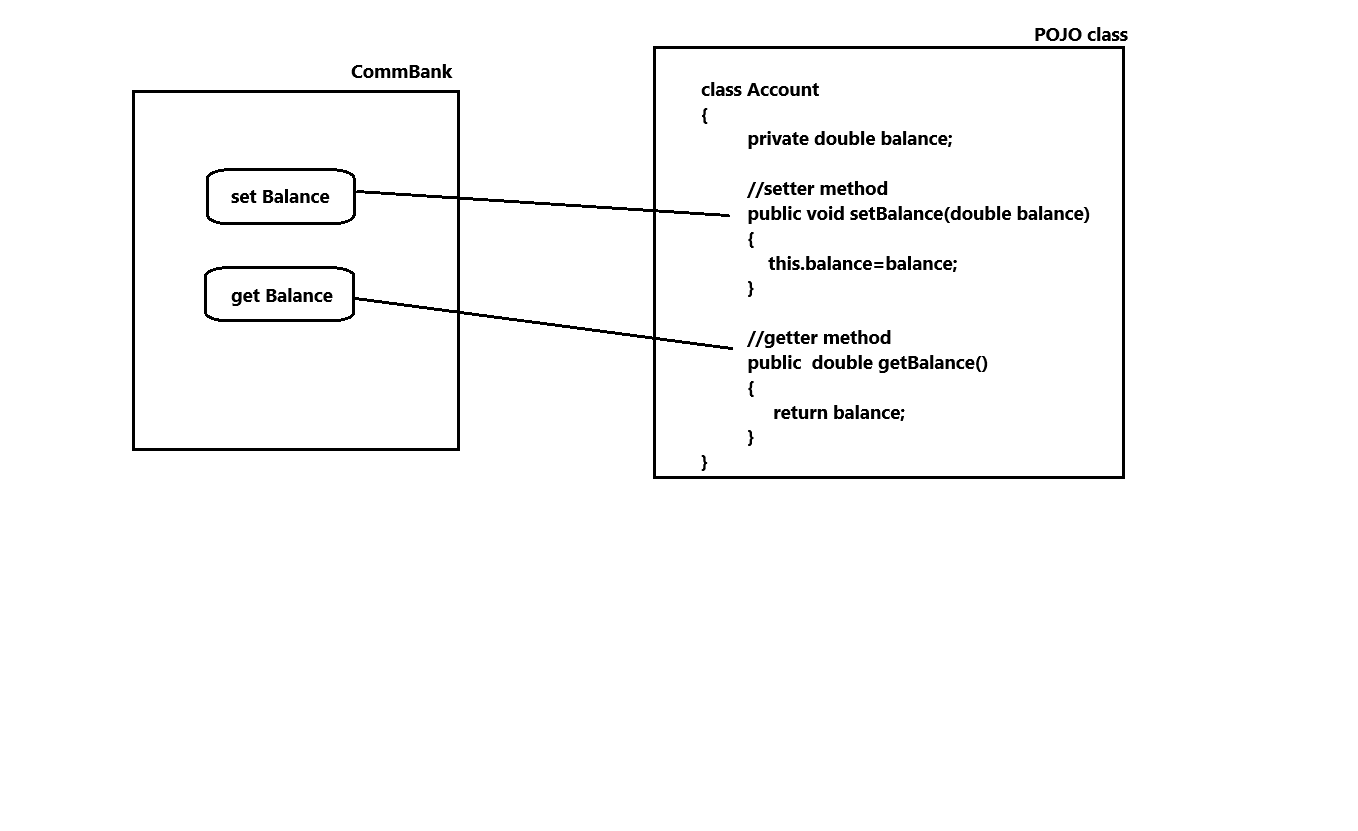 CommBank
set Balance
get Balance
POJO class
class Account
{
private double balance;
//setter method
public void setBalance(double balance)
{
this.balance=balance;
}
//getter method
public  double getBalance()
{
return balance;
}
}